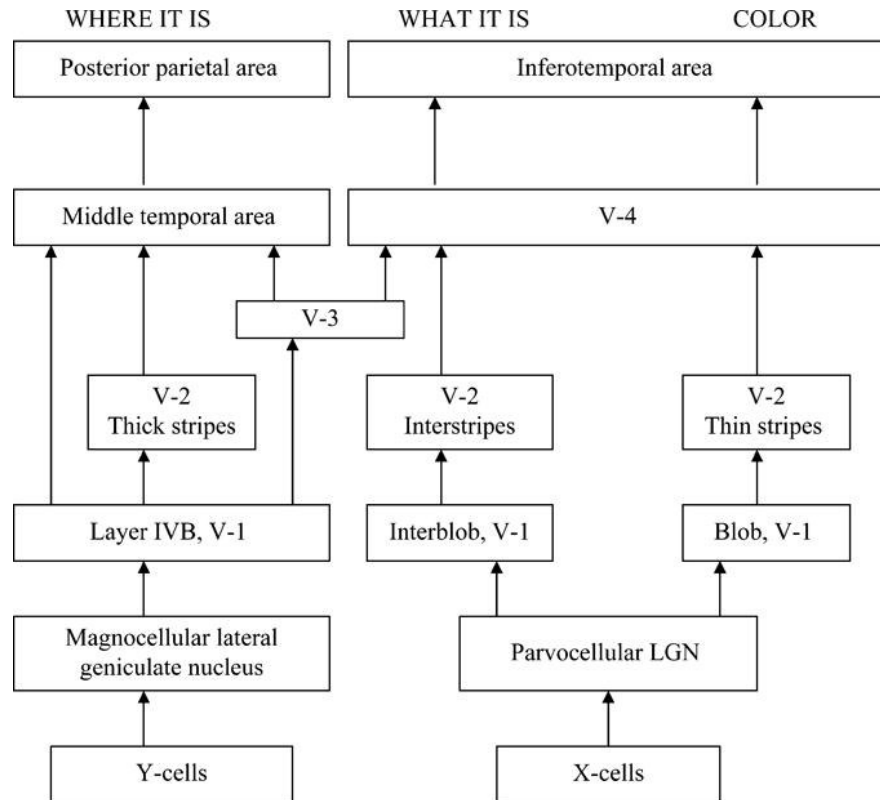 WHERE IT IS
WHAT IT IS
COLOR
Posterior parietal area
Inferotemporal area
Middle temporal area
V-4
V-3
V-2
Thick stripes
V-2
Interstripes
V-2
Thin stripes
Layer IVB, V-1
Interblob, V-1
Blob, V-1
Magnocellular lateral
geniculate nucleus
Parvocellular LGN
Y-cells
X-cells